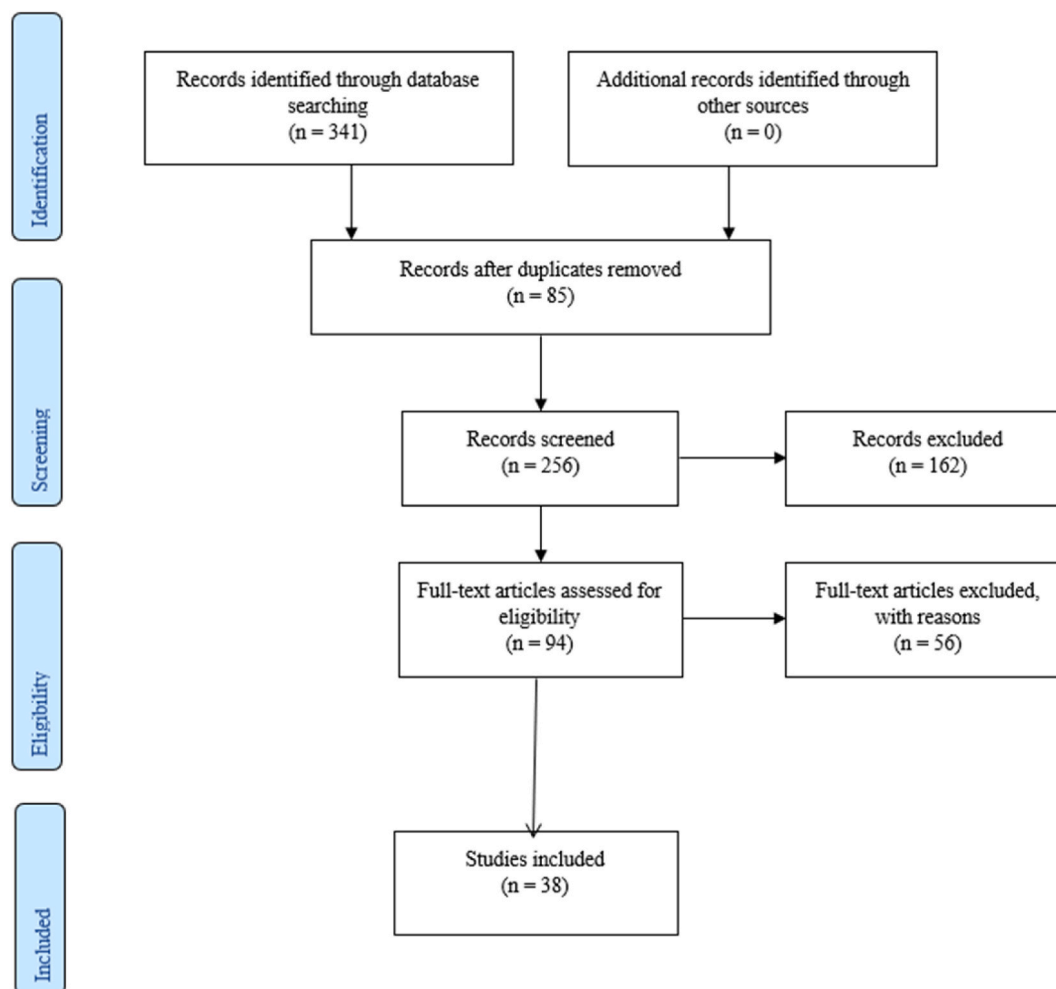 Identification
Records identified through database
searching
(n = 341)
Additional records identified through
other sources
(n = 0)
Records after duplicates removed
(n = 85)
Screening
Records screened
(n = 256)
Records excluded
(n = 162)
Eligibility
Full-text articles assessed for
eligibility
(n = 94)
Full-text articles excluded,
with reasons
(n = 56)
Included
Studies included
(n = 38)